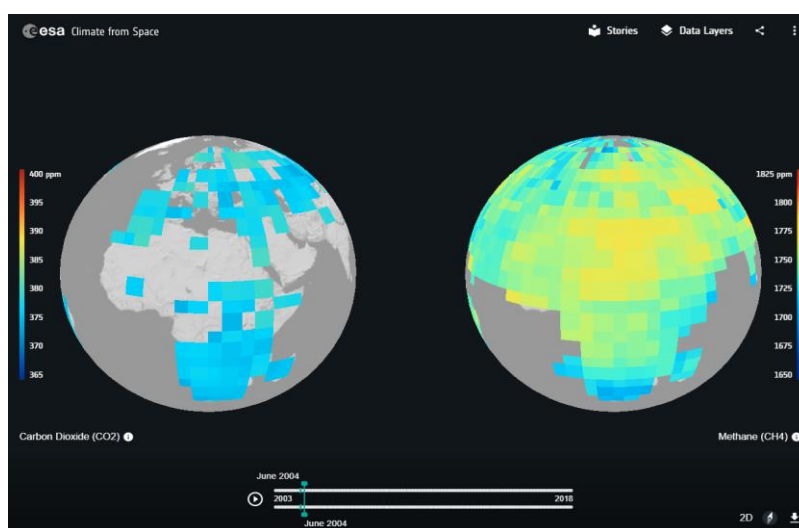 esa Climate from Space
Stories
Data Layers
400 ppm
395
390
385
380
375
370
365
1825 ppm
1800
1775
1750
1725
1700
1675
1650
Carbon Dioxide (CO2)
Methane (CH4)
June 2004
2003
2018
June 2004
2D